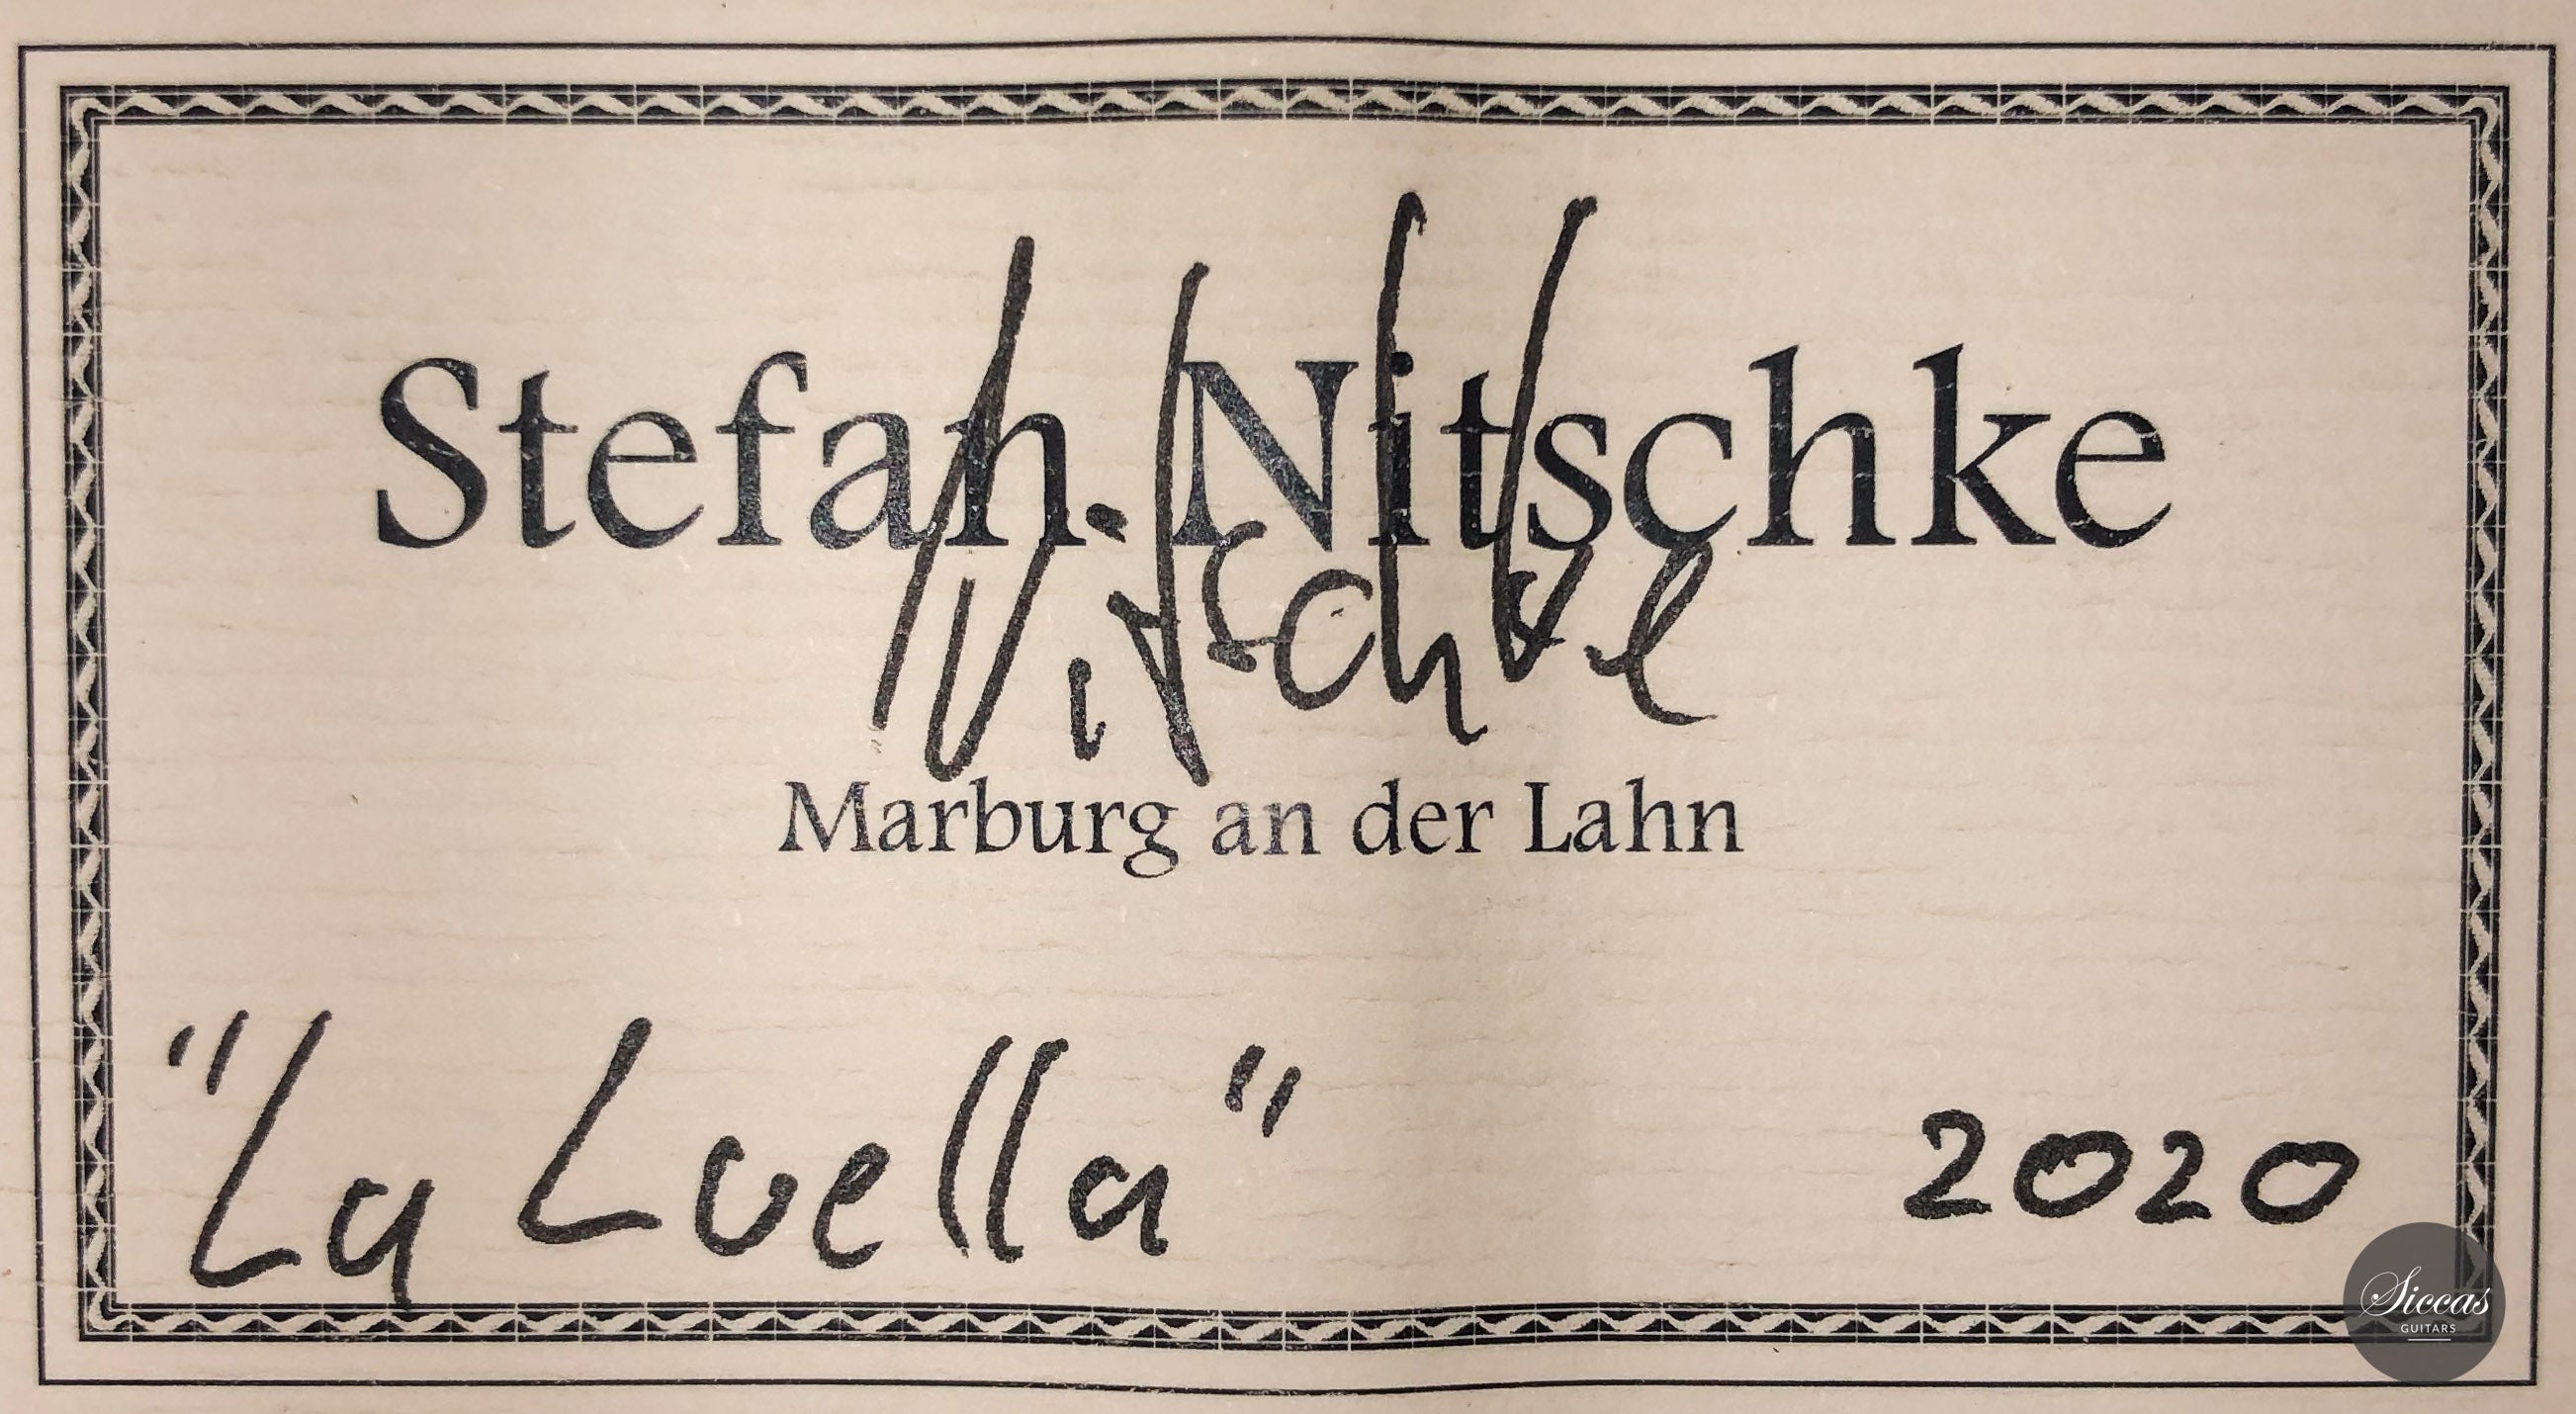 Stefan Nitschke
Nitschke
Marburg an der Lahn
"La Luella"
2020
Siccas
GUITARS